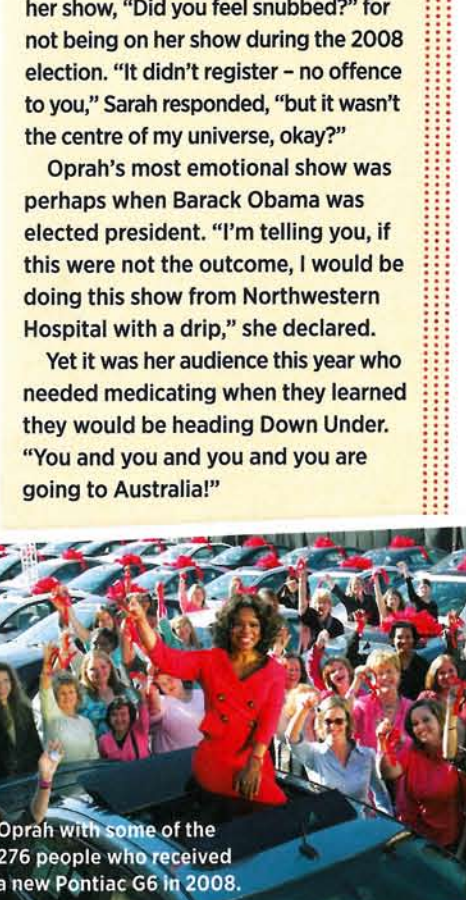 her show, “Did you feel snubbed?” for
not being on her show during the 2008
election. “It didn’t register – no offence
to you,” Sarah responded, “but it wasn’t
the centre of my universe, okay?”
Oprah’s most emotional show was
perhaps when Barack Obama was
elected president. “I’m telling you, if
this were not the outcome, I would be
doing this show from Northwestern
Hospital with a drip,” she declared.
Yet it was her audience this year who
needed medicating when they learned
they would be heading Down Under.
“You and you and you and you are
going to Australia!”
Oprah with some of the
276 people who received
a new Pontiac G6 in 2008.